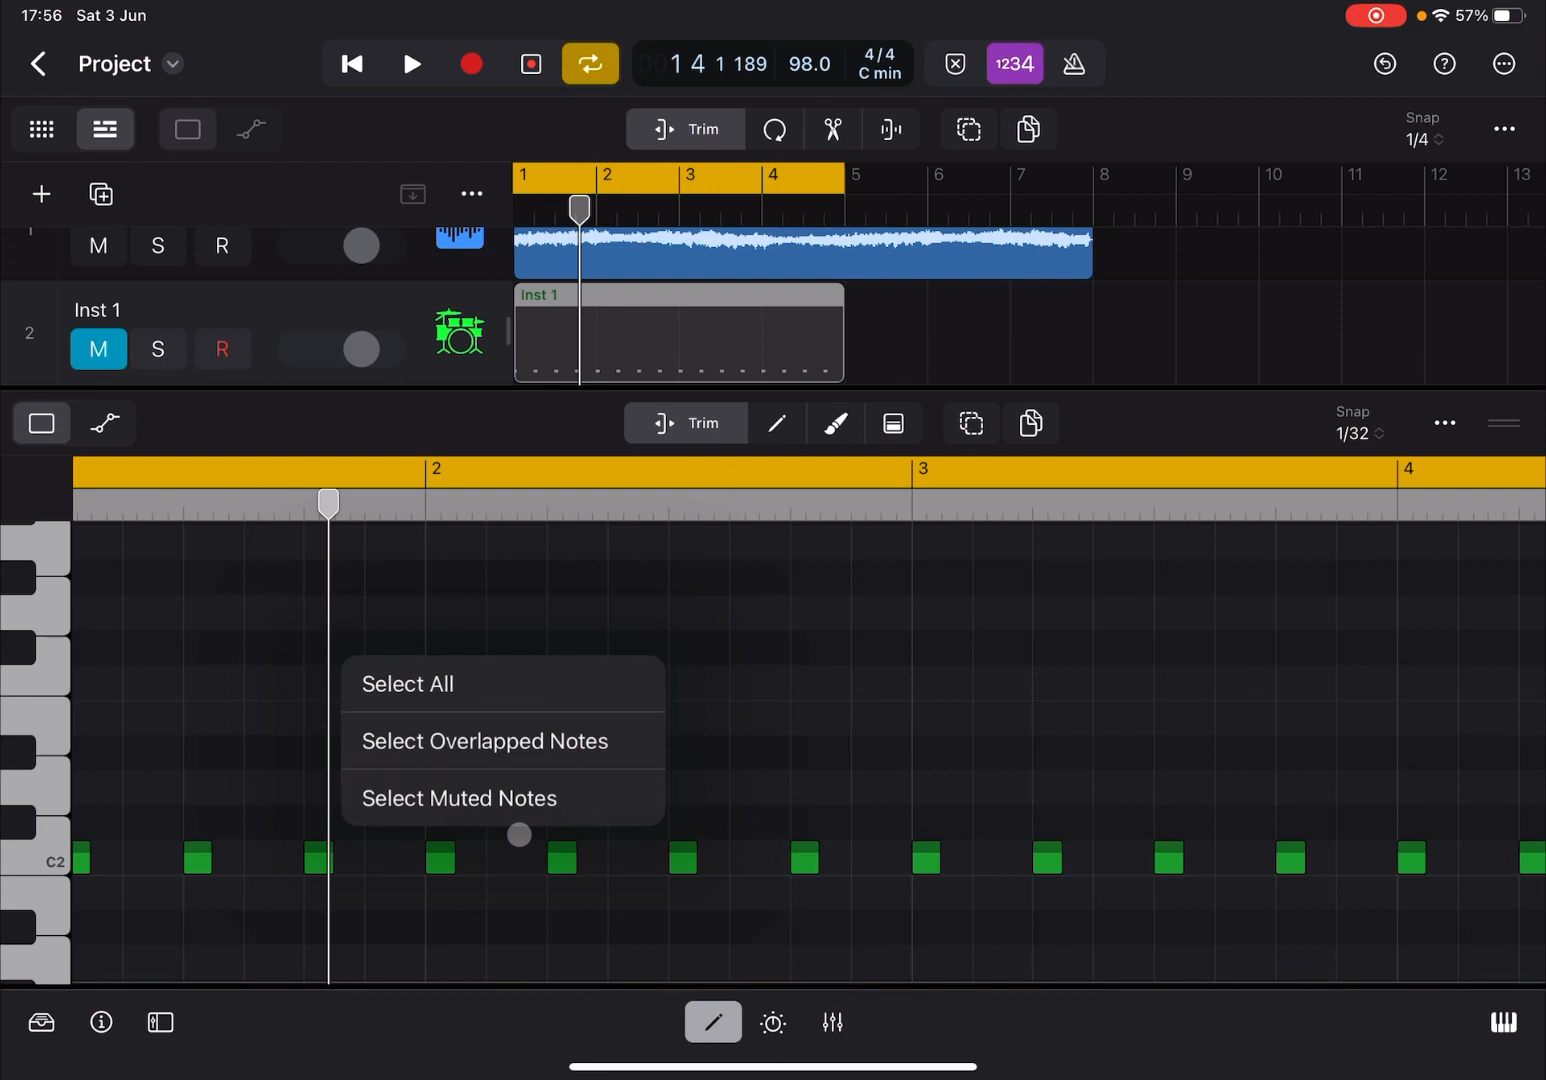 17:56 Sat 3 Jun
57%
Project
1 4 1 189 98.0 4/4
C min
1234
Trim
Snap
1/4
1 2 3 4 5 6 7 8 9 10 11 12 13
M S R
Inst 1
Inst 1
2
M S R
Trim
Snap
1/32
2 3 4
Select All
Select Overlapped Notes
Select Muted Notes
C2